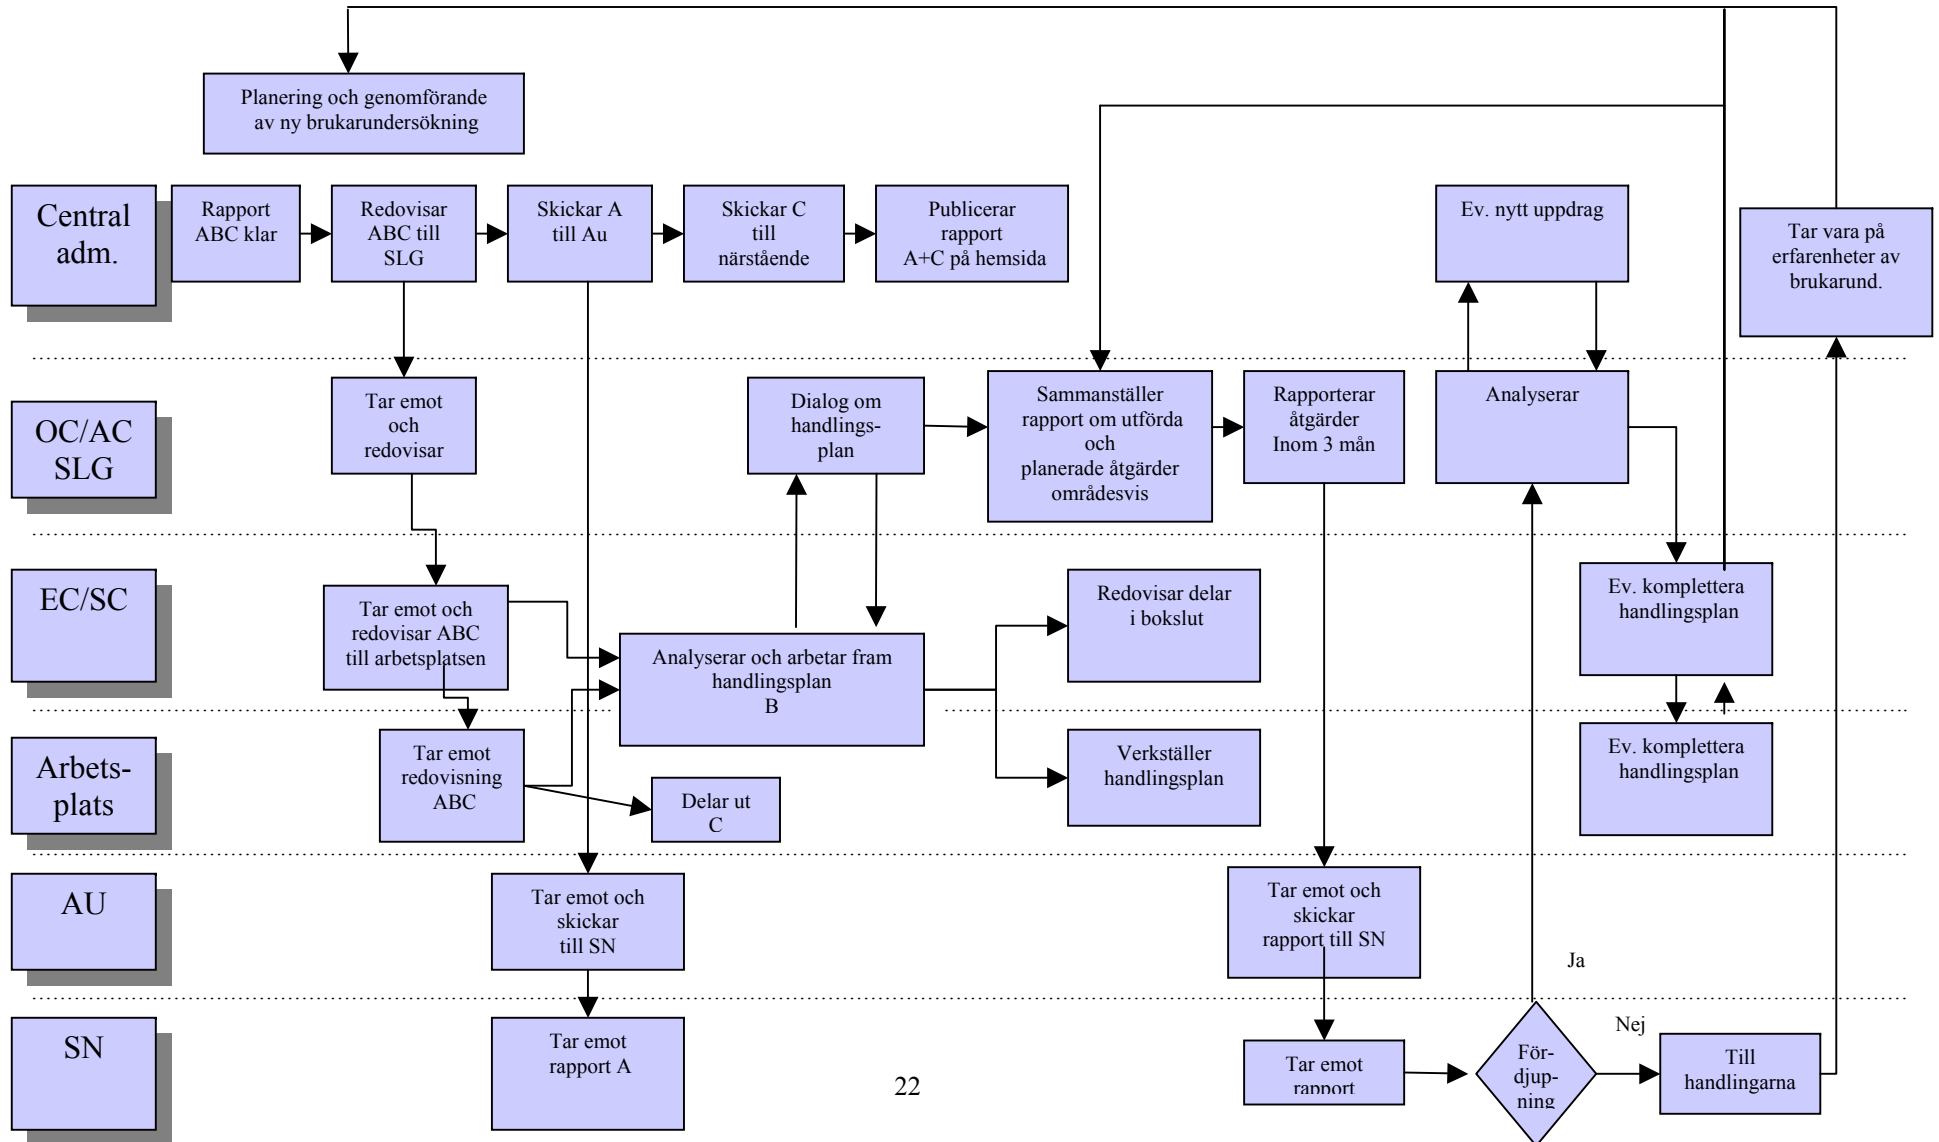 Planering och genomförande
av ny brukarundersökning
Central
adm.
Rapport
ABC klar
Redovisar
ABC till
SLG
Skickar A
till Au
Skickar C
till
närstående
Publicerar
rapport
A+C på hemsida
Ev. nytt uppdrag
Tar vara på
erfarenheter av
brukarund.
OC/AC
SLG
Tar emot
och
redovisar
Dialog om
handlings-
plan
Sammanställer
rapport om utförda
och
planerade åtgärder
områdesvis
Rapporterar
åtgärder
Inom 3 mån
Analyserar
EC/SC
Tar emot och
redovisar ABC
till arbetsplatsen
Analyserar och arbetar fram
handlingsplan
B
Redovisar delar
i bokslut
Ev. komplettera
handlingsplan
Arbets-
plats
Tar emot
redovisning
ABC
Delar ut
C
Verkställer
handlingsplan
Ev. komplettera
handlingsplan
AU
Tar emot och
skickar
till SN
Tar emot och
skickar
rapport till SN
Ja
SN
Tar emot
rapport A
Tar emot
rapport
För-
djup-
ning
Nej
Till
handlingarna
22